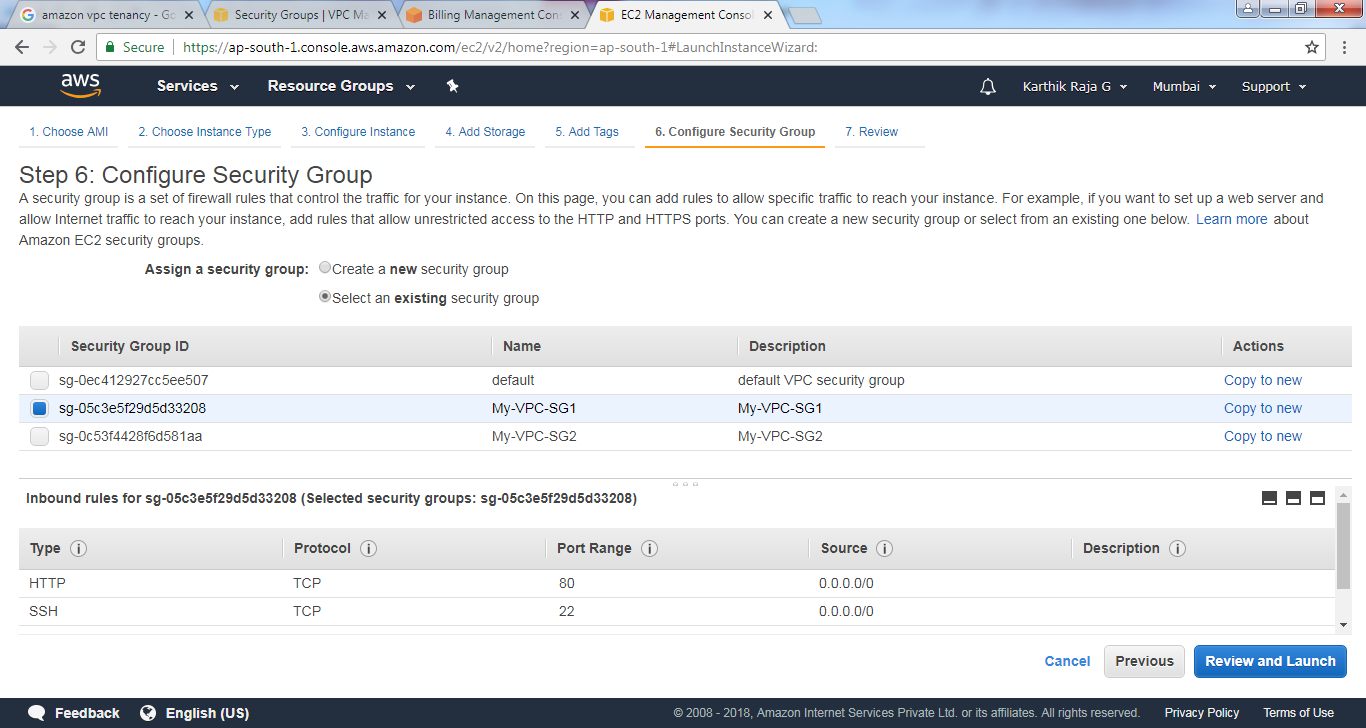 amazon vpc tenancy - Go
Security Groups | VPC Ma
Billing Management Cons
EC2 Management Consol
Secure
https://ap-south-1.console.aws.amazon.com/ec2/v2/home?region=ap-south-1#LaunchInstanceWizard:
aws
Services
Resource Groups
Karthik Raja G
Mumbai
Support
1. Choose AMI
2. Choose Instance Type
3. Configure Instance
4. Add Storage
5. Add Tags
6. Configure Security Group
7. Review
Step 6: Configure Security Group
A security group is a set of firewall rules that control the traffic for your instance. On this page, you can add rules to allow specific traffic to reach your instance. For example, if you want to set up a web server and
allow Internet traffic to reach your instance, add rules that allow unrestricted access to the HTTP and HTTPS ports. You can create a new security group or select from an existing one below. Learn more about
Amazon EC2 security groups.
Assign a security group: Create a new security group
Select an existing security group
Security Group ID Name Description Actions
sg-0ec412927cc5ee507 default default VPC security group Copy to new
sg-05c3e5f29d5d33208 My-VPC-SG1 My-VPC-SG1 Copy to new
sg-0c53f4428f6d581aa My-VPC-SG2 My-VPC-SG2 Copy to new
Inbound rules for sg-05c3e5f29d5d33208 (Selected security groups: sg-05c3e5f29d5d33208)
Type Protocol Port Range Source Description
HTTP TCP 80 0.0.0.0/0
SSH TCP 22 0.0.0.0/0
Cancel Previous Review and Launch
Feedback English (US) © 2008 - 2018, Amazon Internet Services Private Ltd. or its affiliates. All rights reserved. Privacy Policy Terms of Use